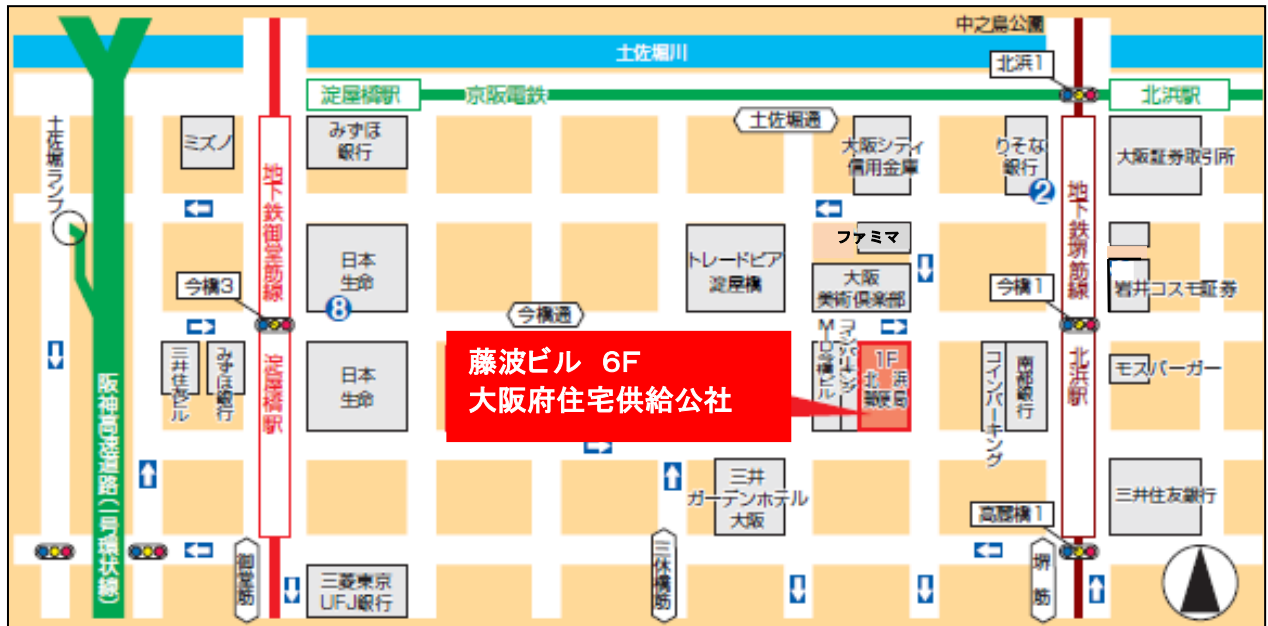 中之島公園
土佐堀川
北浜1
淀屋橋駅
京阪電鉄
北浜駅
土佐堀通
土佐堀ランプ
ミズノ
みずほ
銀行
大阪シティ
信用金庫
りそな
銀行
2
大阪証券取引所
地下鉄御堂筋線
地下鉄堺筋線
ファミマ
日本
生命
8
トレードピア
淀屋橋
大阪
美術倶楽部
今橋3
今橋1
岩井コスモ証券
今橋通
三井住友ビル
みずほ銀行
淀屋橋駅
日本
生命
藤波ビル 6F
大阪府住宅供給公社
MID今橋ビル
コインパーキング
1F
北浜
郵便局
コインパーキング
南都銀行
北浜駅
モスバーガー
阪神高速道路(一号環状線)
三井
ガーデンホテル
大阪
三井住友銀行
高麗橋1
御堂筋
三休橋筋
堺筋
三菱東京
UFJ銀行